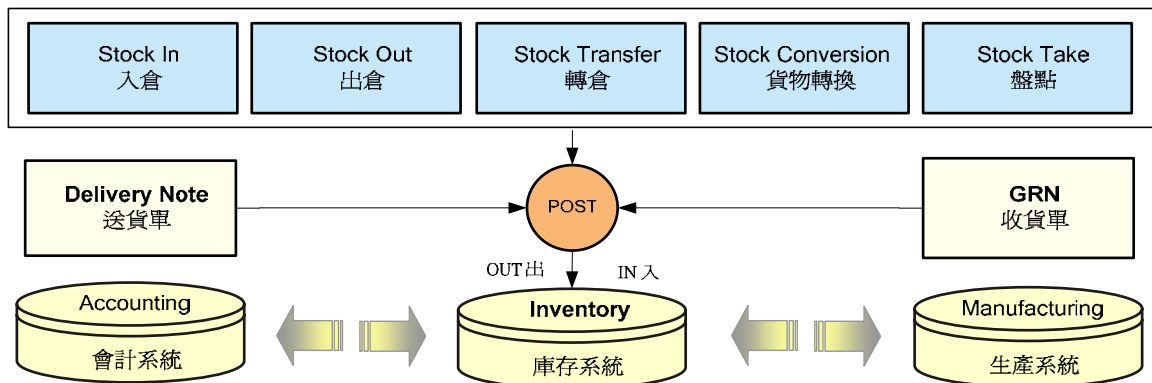 Stock In
入倉
Stock Out
出倉
Stock Transfer
轉倉
Stock Conversion
貨物轉換
Stock Take
盤點
Delivery Note
送貨單
POST
GRN
收貨單
OUT 出
IN 入
Accounting
會計系統
Inventory
庫存系統
Manufacturing
生產系統